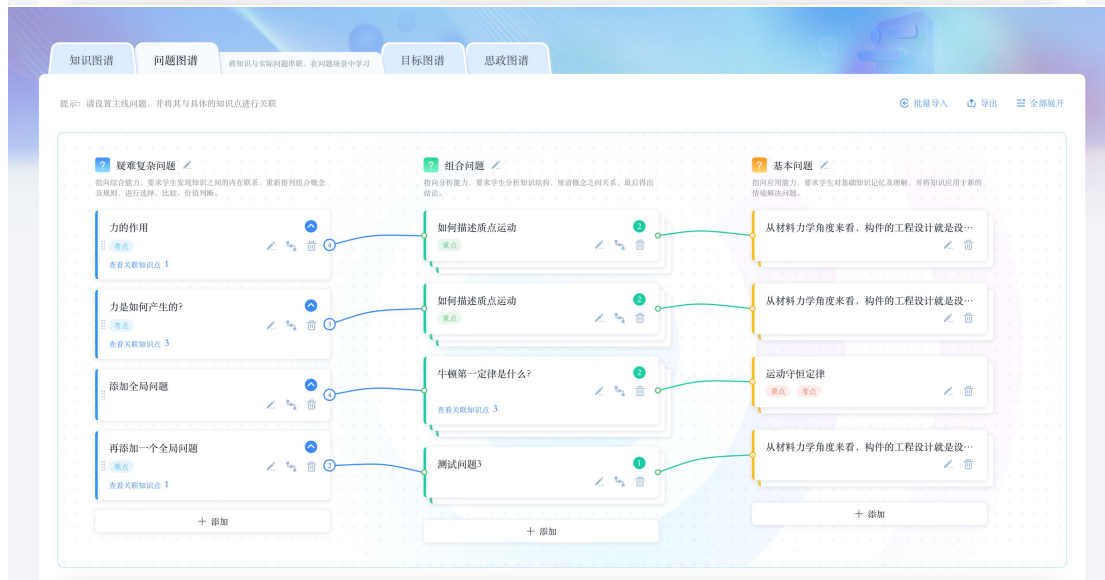 知识图谱
问题图谱
将知识与实际问题串联，在问题场景中学习
目标图谱
思政图谱
提示：请设置主线问题，并将其与具体的知识点进行关联
批量导入
导出
全部展开
疑难复杂问题
指向综合能力，要求学生发现知识之间的内在联系，重新排列组合概念
及规则，进行选择，比较，价值判断。
力的作用
考点
查看关联知识点 1
4
力是如何产生的?
考点
查看关联知识点 3
3
添加全局问题
4
再添加一个全局问题
重点
查看关联知识点 1
2
+ 添加
组合问题
指向分析能力，要求学生分析知识结构，厘清概念之间关系，最后得出
结论。
如何描述质点运动
2
重点
如何描述质点运动
2
重点
牛顿第一定律是什么?
2
查看关联知识点 3
测试问题3
1
+ 添加
基本问题
指向应用能力，要求学生对基础知识记忆及理解，并将知识应用于新的
情境解决问题。
从材料力学角度来看，构件的工程设计就是设…
从材料力学角度来看，构件的工程设计就是设…
运动守恒定律
重点 考点
从材料力学角度来看，构件的工程设计就是设…
+ 添加